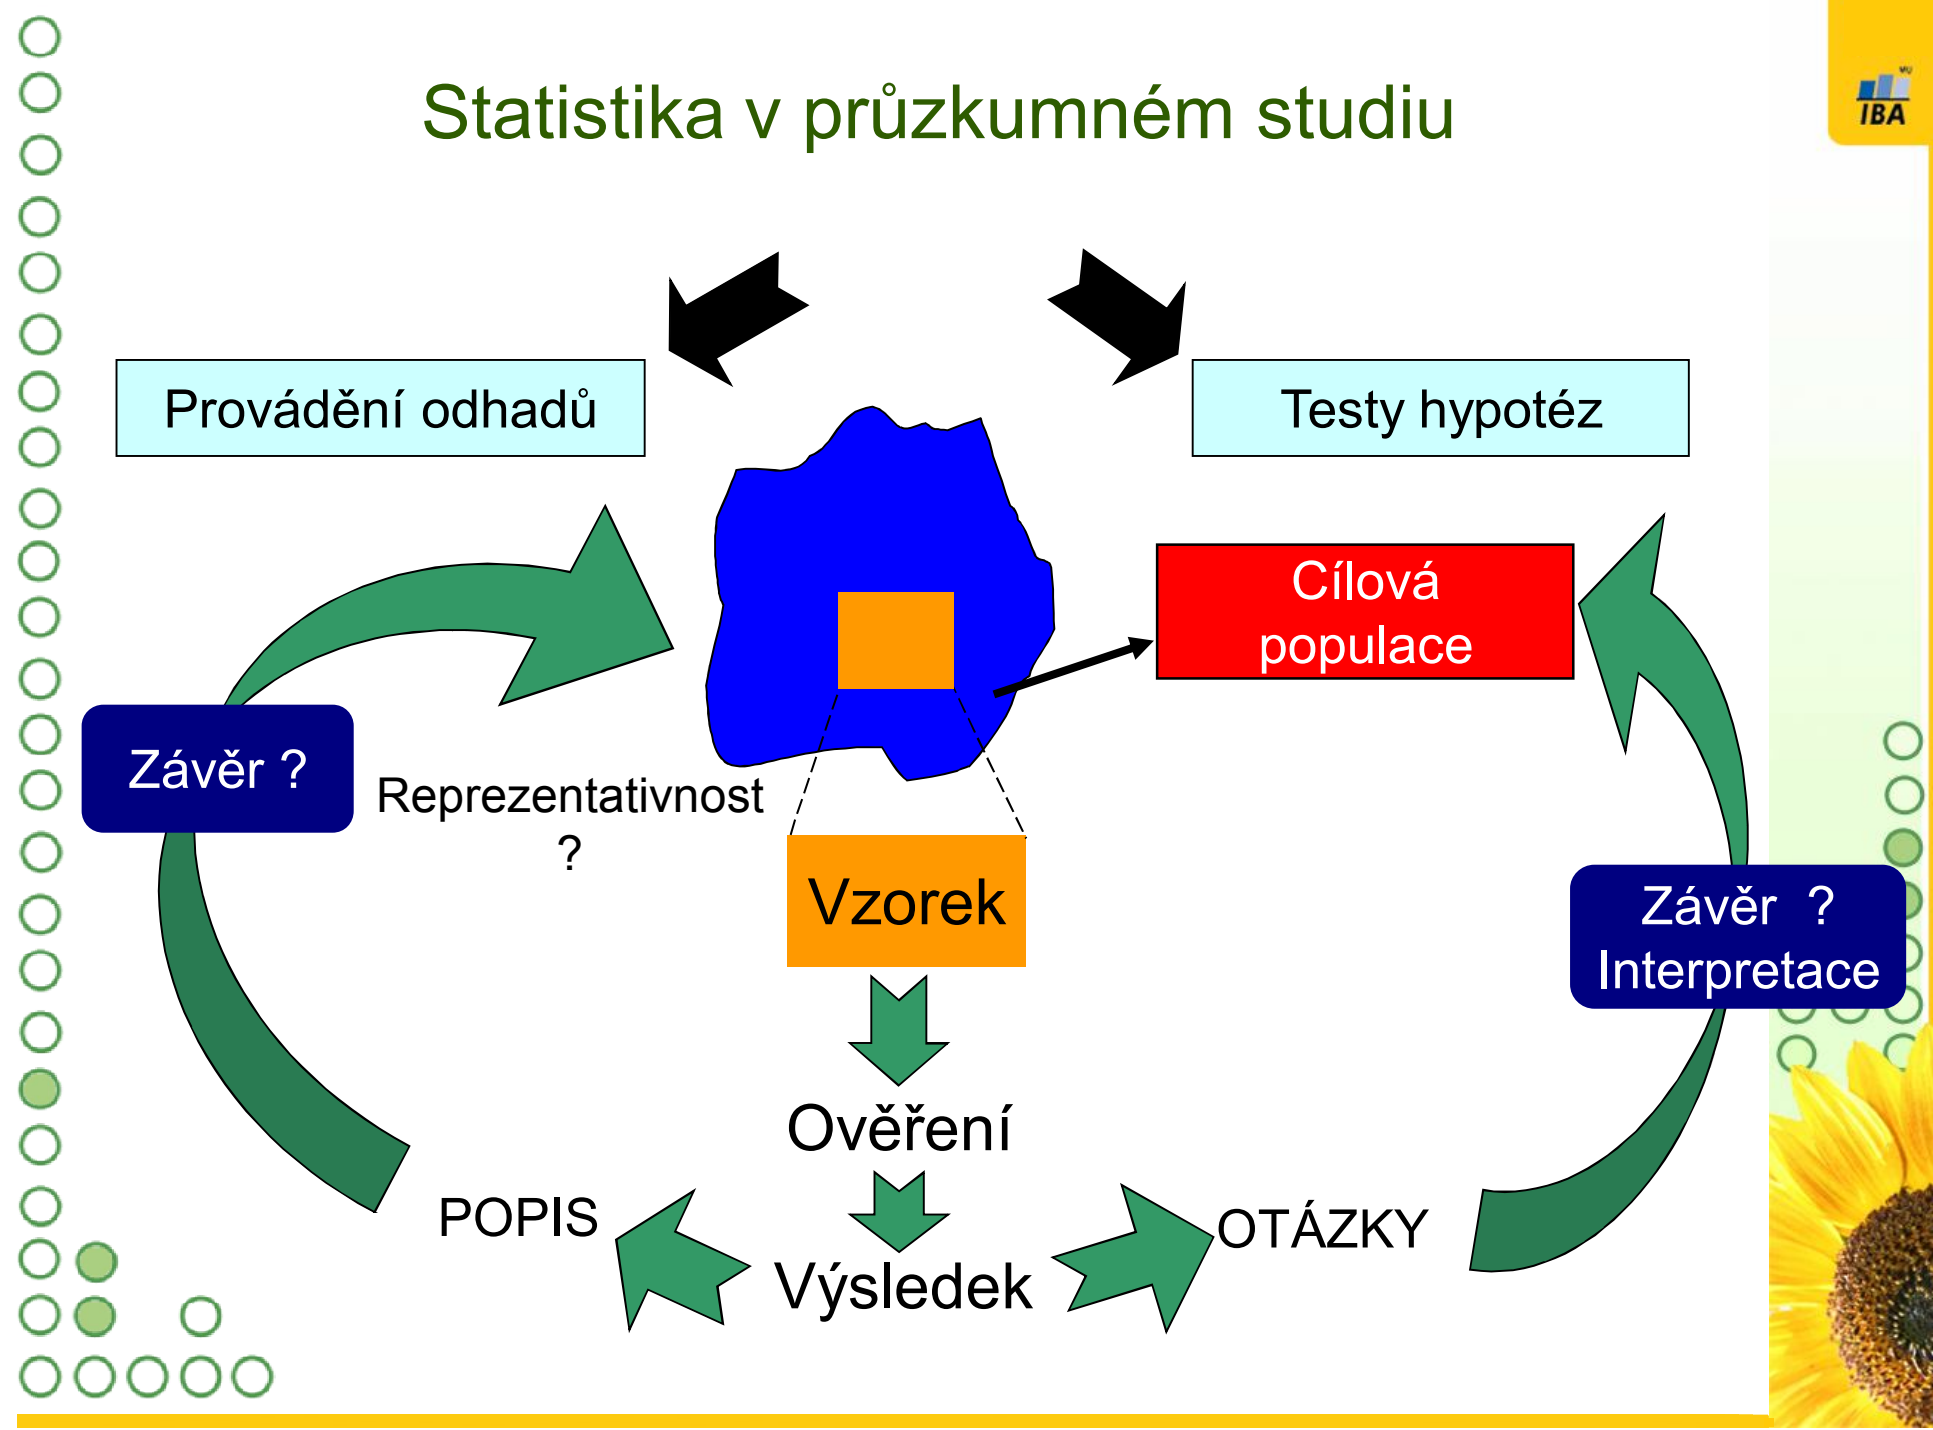 Statistika v průzkumném studiu
MU
IBA
Provádění odhadů
Testy hypotéz
Cílová
populace
Závěr ?
Reprezentativnost
?
Vzorek
Závěr  ?
Interpretace
Ověření
POPIS
OTÁZKY
Výsledek